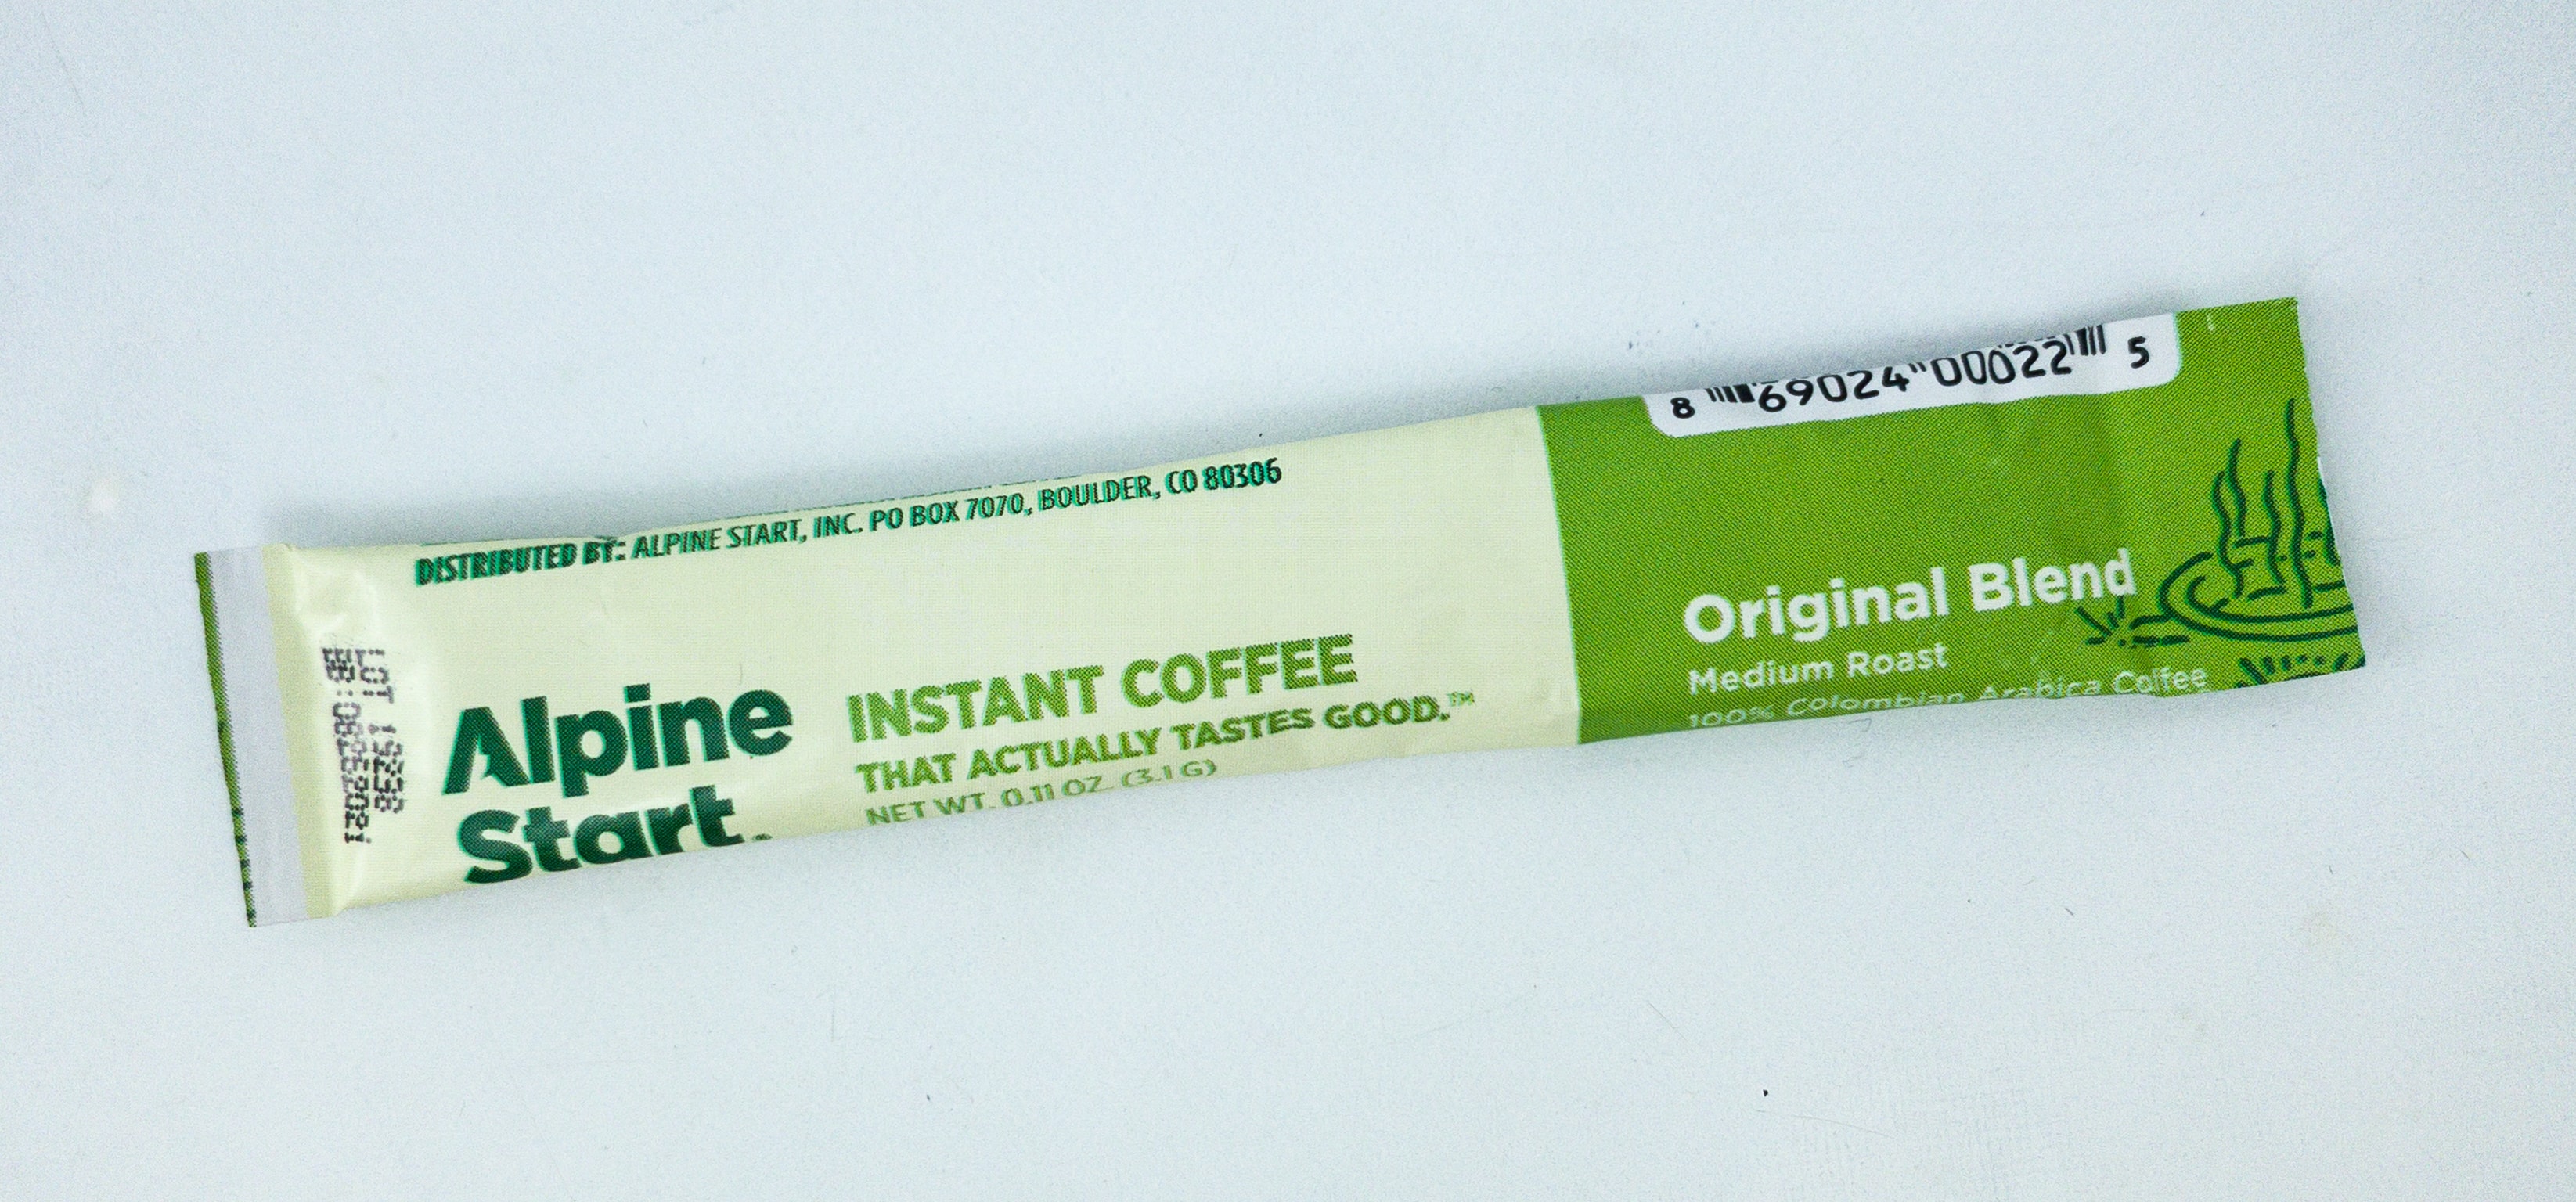 DISTRIBUTED BY: ALPINE START, INC. PO BOX 7070, BOULDER, CO 80306
LOT 19238
Alpine
Start
INSTANT COFFEE
THAT ACTUALLY TASTES GOOD.™
NET WT. 0.11 OZ. (3.1 G)
8 69024 00022 5
Original Blend
Medium Roast
100% Colombian Arabica Coffee